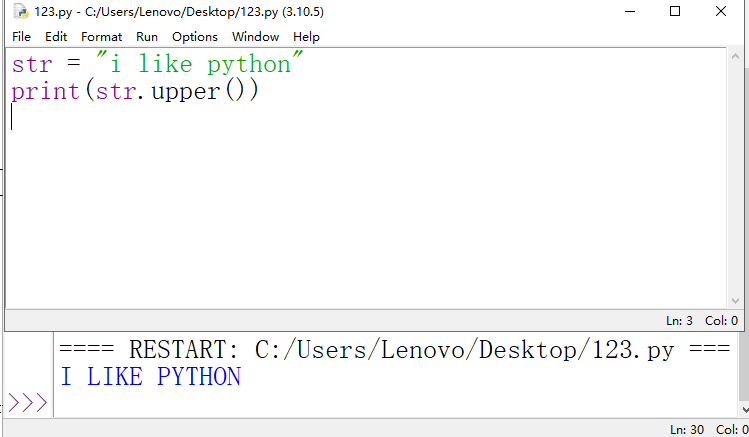 123.py - C:/Users/Lenovo/Desktop/123.py (3.10.5)
File Edit Format Run Options Window Help
str = "i like python"
print(str.upper())
Ln: 3 Col: 0
==== RESTART: C:/Users/Lenovo/Desktop/123.py ===
I LIKE PYTHON
>>>
Ln: 30 Col: 0